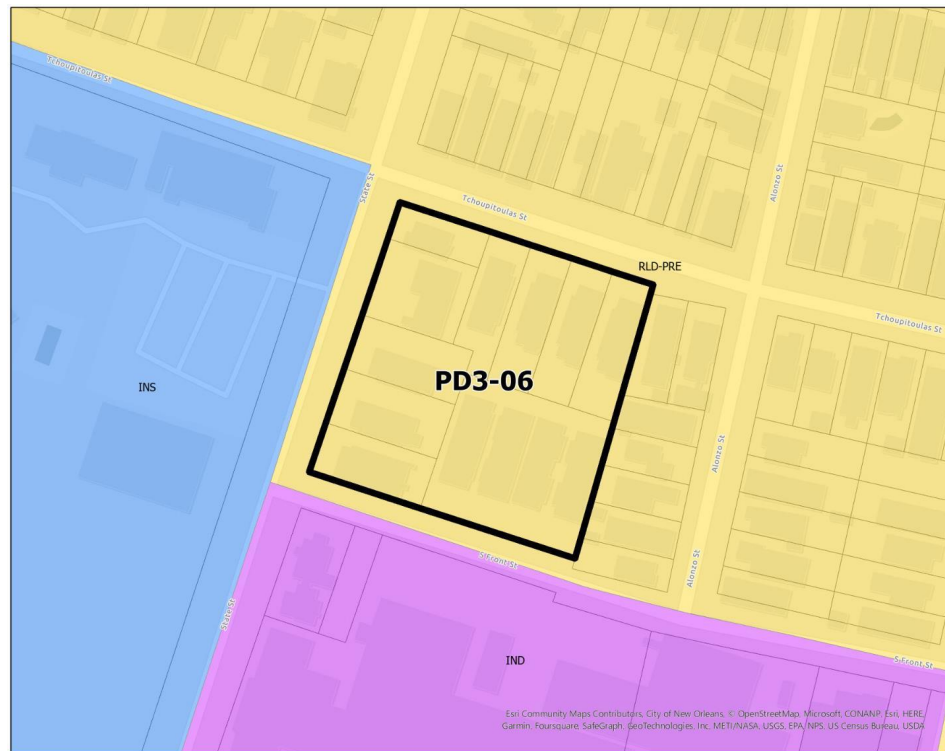 Tchoupitoulas St
State St
Alonzo St
Tchoupitoulas St
RLD-PRE
Tchoupitoulas St
PD3-06
INS
Alonzo St
S Front St
Alonzo St
State St
IND
S Front St
Esri Community Maps Contributors, City of New Orleans, © OpenStreetMap, Microsoft, CONANP, Esri, HERE,
Garmin, Foursquare, SafeGraph, GeoTechnologies, Inc, METI/NASA, USGS, EPA, NPS, US Census Bureau, USDA